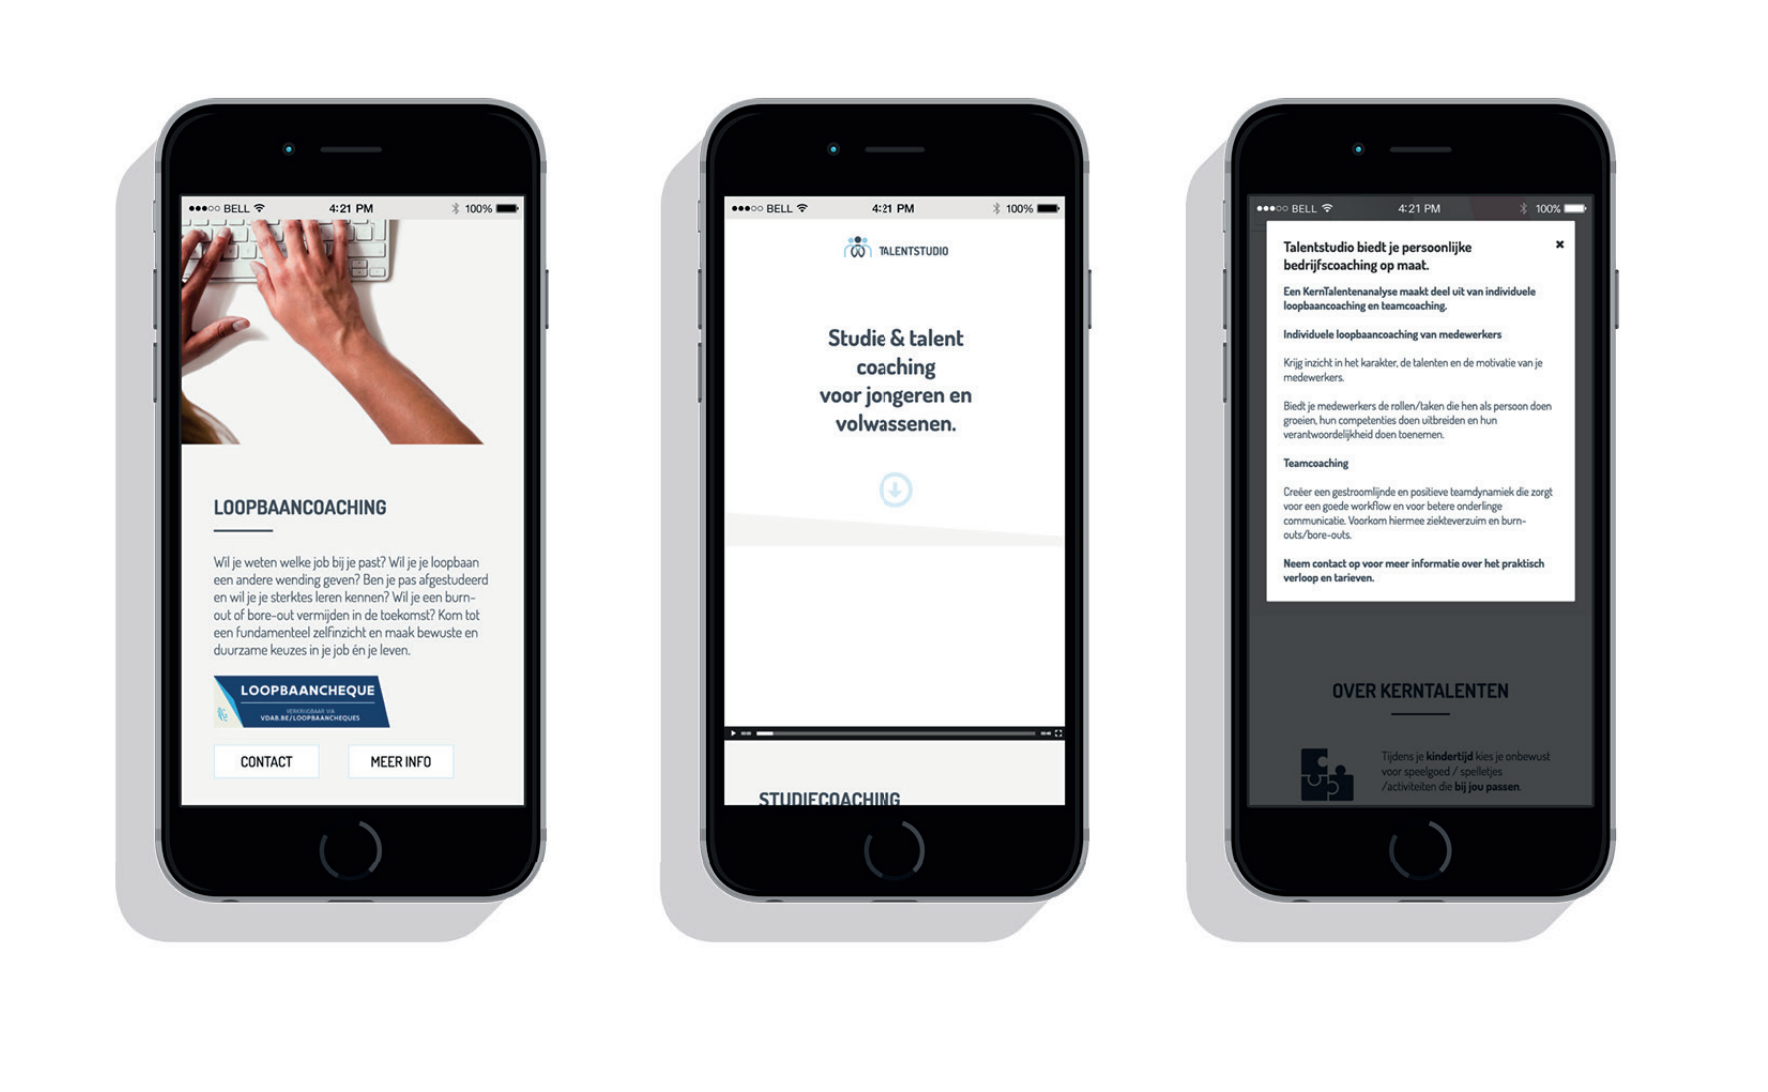 BELL 4:21 PM 100%
LOOPBAANCOACHING
Wil je weten welke job bij je past? Wil je je loopbaan
een andere wending geven? Ben je pas afgestudeerd
en wil je je sterktes leren kennen? Wil je een burn-
out of bore-out vermijden in de toekomst? Kom tot
een fundamenteel zelfinzicht en maak bewuste en
duurzame keuzes in je job én je leven.
LOOPBAANCHEQUE
VERKRIJGBAAR VIA
VDAB.BE/LOOPBAANCHEQUES
CONTACT MEER INFO
BELL 4:21 PM 100%
TALENTSTUDIO
Studie & talent
coaching
voor jongeren en
volwassenen.
STUDIECOACHING
BELL 4:21 PM 100%
Talentstudio biedt je persoonlijke
bedrijfscoaching op maat.
Een KernTalentenanalyse maakt deel uit van individuele
loopbaancoaching en teamcoaching.
Individuele loopbaancoaching van medewerkers
Krijg inzicht in het karakter, de talenten en de motivatie van je
medewerkers.
Biedt je medewerkers de rollen/taken die hen als persoon doen
groeien, hun competenties doen uitbreiden en hun
verantwoordelijkheid doen toenemen.
Teamcoaching
Creëer een gestroomlijnde en positieve teamdynamiek die zorgt
voor een goede workflow en voor betere onderlinge
communicatie. Voorkom hiermee ziekteverzuim en burn-
outs/bore-outs.
Neem contact op voor meer informatie over het praktisch
verloop en tarieven.
OVER KERNTALENTEN
Tijdens je kindertijd kies je onbewust
voor speelgoed / spelletjes
/activiteiten die bij jou passen.